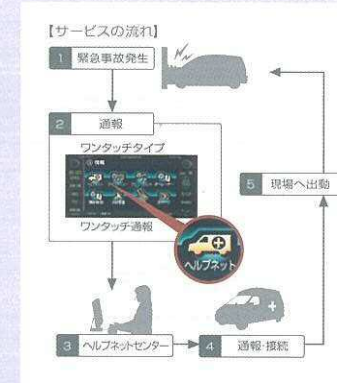 【サービスの流れ】
1 緊急事故発生
2 通報
ワンタッチタイプ
ワンタッチ通報
ヘルプネット
5 現場へ出動
3 ヘルプネットセンター
4 通報・接続